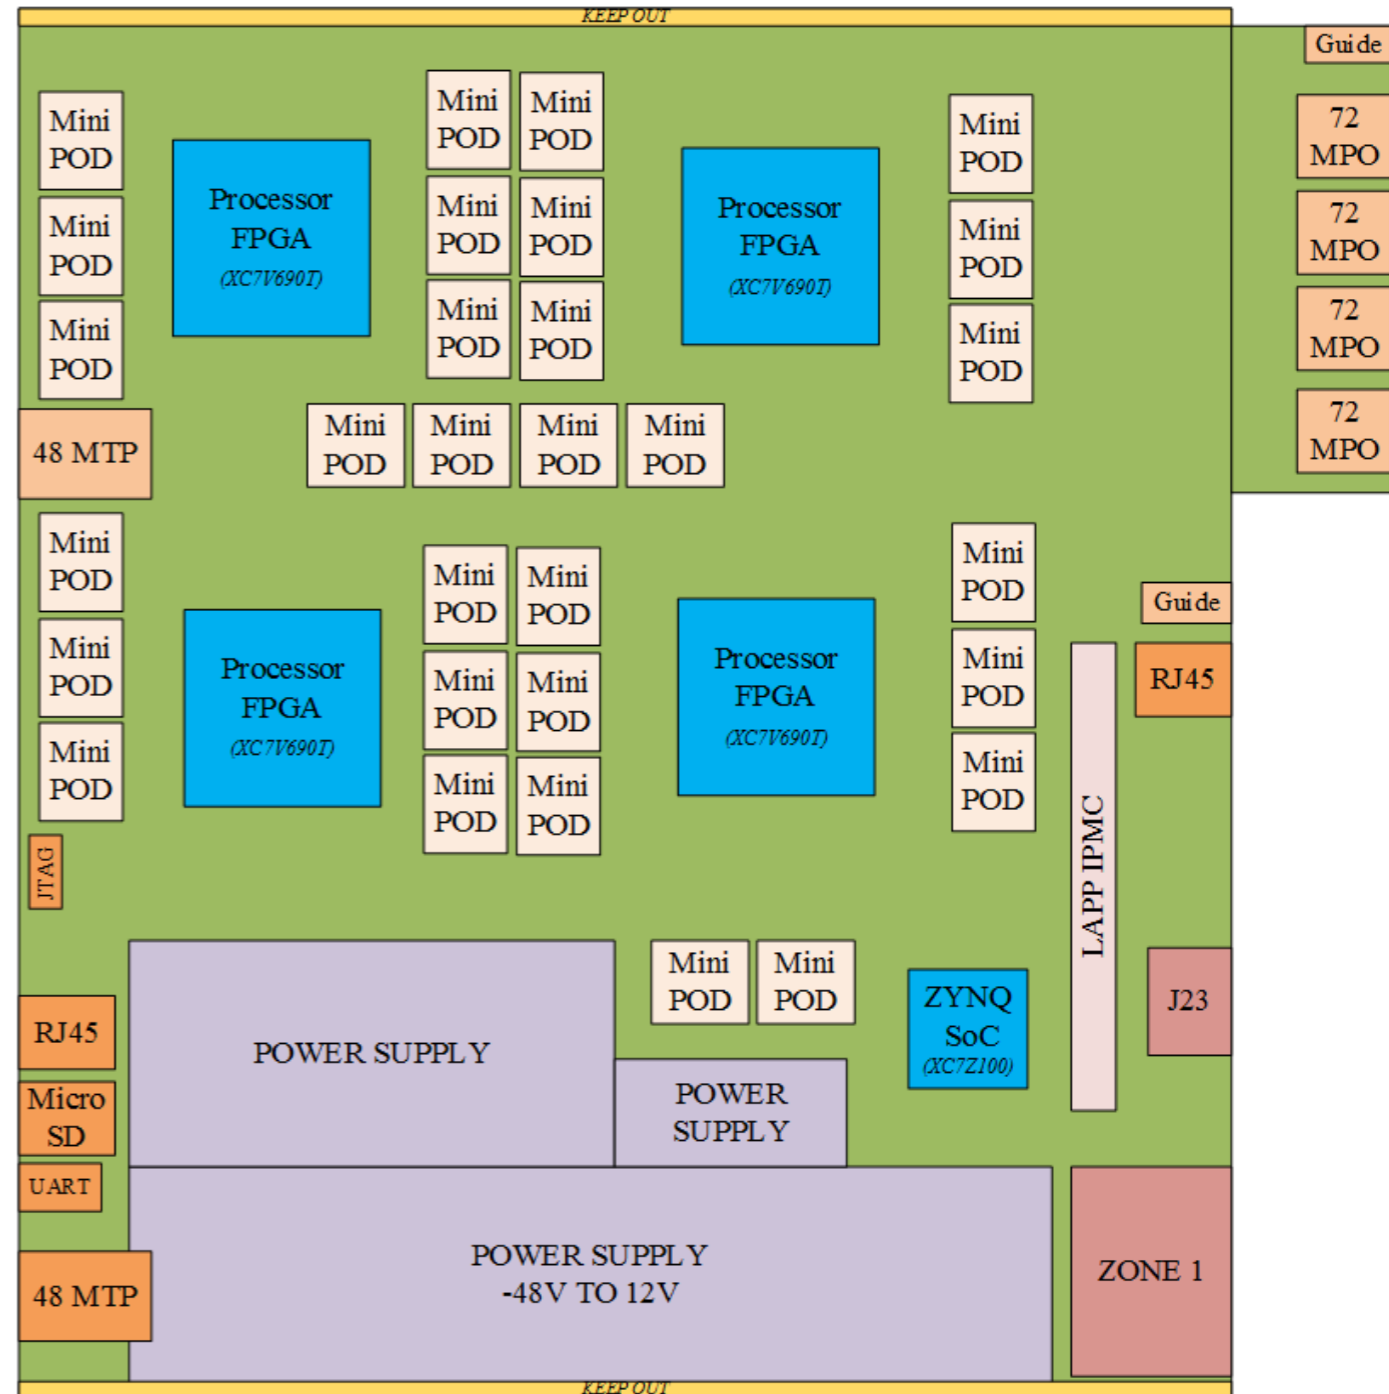 KEEP OUT
Guide
Mini
POD
Mini
POD
Mini
POD
Processor
FPGA
(XC7V690T)
Mini
POD
Mini
POD
Mini
POD
Mini
POD
Mini
POD
Mini
POD
Processor
FPGA
(XC7V690T)
Mini
POD
Mini
POD
Mini
POD
72
MPO
72
MPO
72
MPO
72
MPO
48 MTP
Mini
POD
Mini
POD
Mini
POD
Mini
POD
Mini
POD
Mini
POD
Mini
POD
Processor
FPGA
(XC7V690T)
Mini
POD
Mini
POD
Mini
POD
Mini
POD
Mini
POD
Mini
POD
Processor
FPGA
(XC7V690T)
Mini
POD
Mini
POD
Mini
POD
Guide
RJ45
LAPP IPMC
JTAG
Mini
POD
Mini
POD
ZYNQ
SoC
(XC7Z100)
J23
RJ45
POWER SUPPLY
Micro
SD
POWER
SUPPLY
UART
48 MTP
POWER SUPPLY
-48V TO 12V
ZONE 1
KEEP OUT